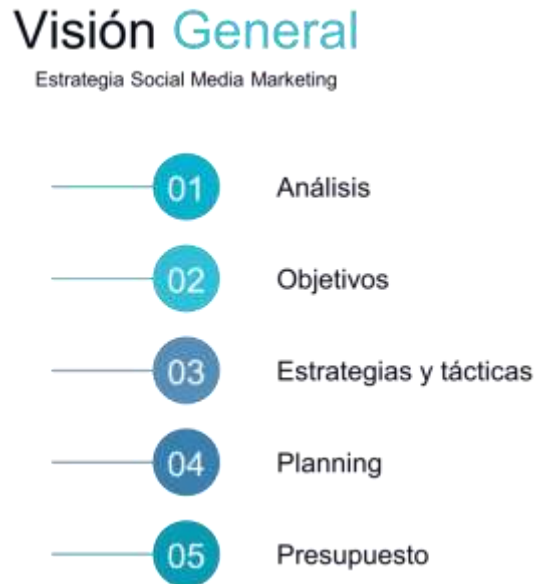 Visión General
Estrategia Social Media Marketing
01 Análisis
02 Objetivos
03 Estrategias y tácticas
04 Planning
05 Presupuesto